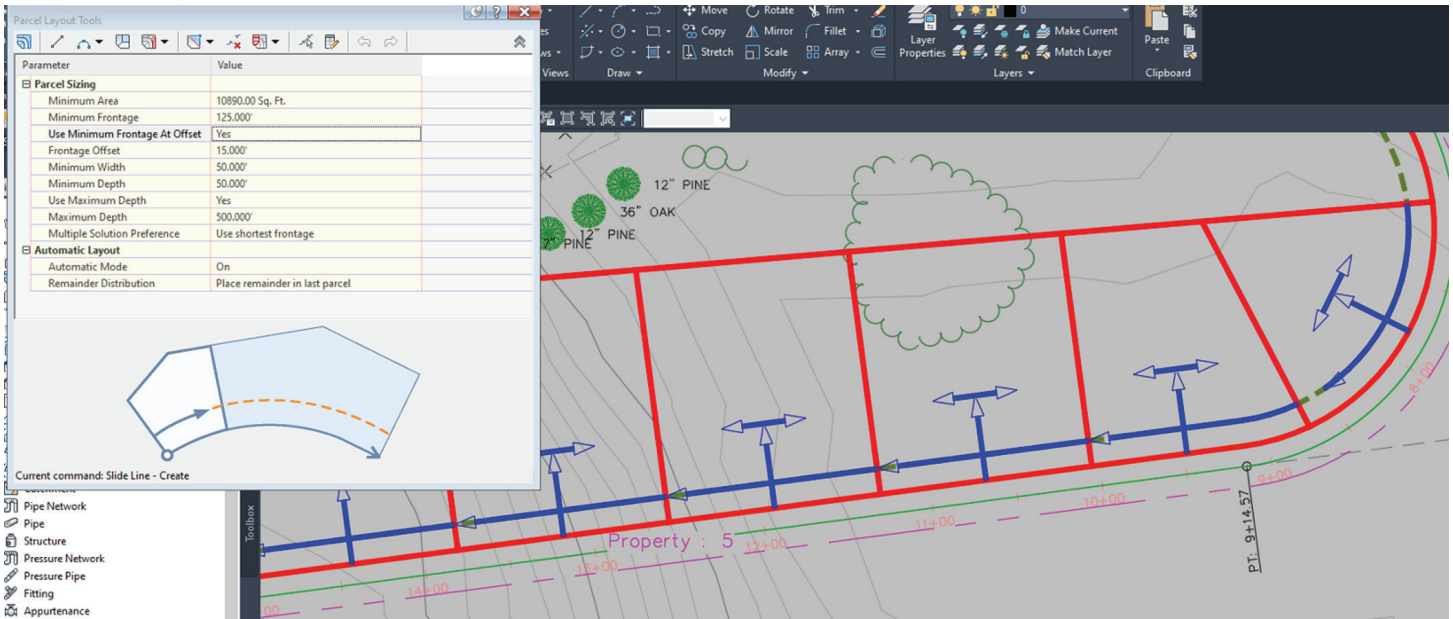 Parcel Layout Tools
Parameter Value
Parcel Sizing
Minimum Area 10890.00 Sq. Ft.
Minimum Frontage 125.000'
Use Minimum Frontage At Offset Yes
Frontage Offset 15.000'
Minimum Width 50.000'
Minimum Depth 50.000'
Use Maximum Depth Yes
Maximum Depth 500.000'
Multiple Solution Preference Use shortest frontage
Automatic Layout
Automatic Mode On
Remainder Distribution Place remainder in last parcel
Current command: Slide Line - Create
Pipe Network
Pipe
Structure
Pressure Network
Pressure Pipe
Fitting
Appurtenance
Toolbox
Views
Draw
Move Rotate Trim
Copy Mirror Fillet
Stretch Scale Array
Modify
Layer
Properties
0
Make Current
Match Layer
Layers
Paste
Clipboard
12" PINE
36" OAK
12" PINE
7" PINE
Property : 5
8+00
9+00
PT: 9+14.57
10+00
11+00
12+00
13+00
14+00